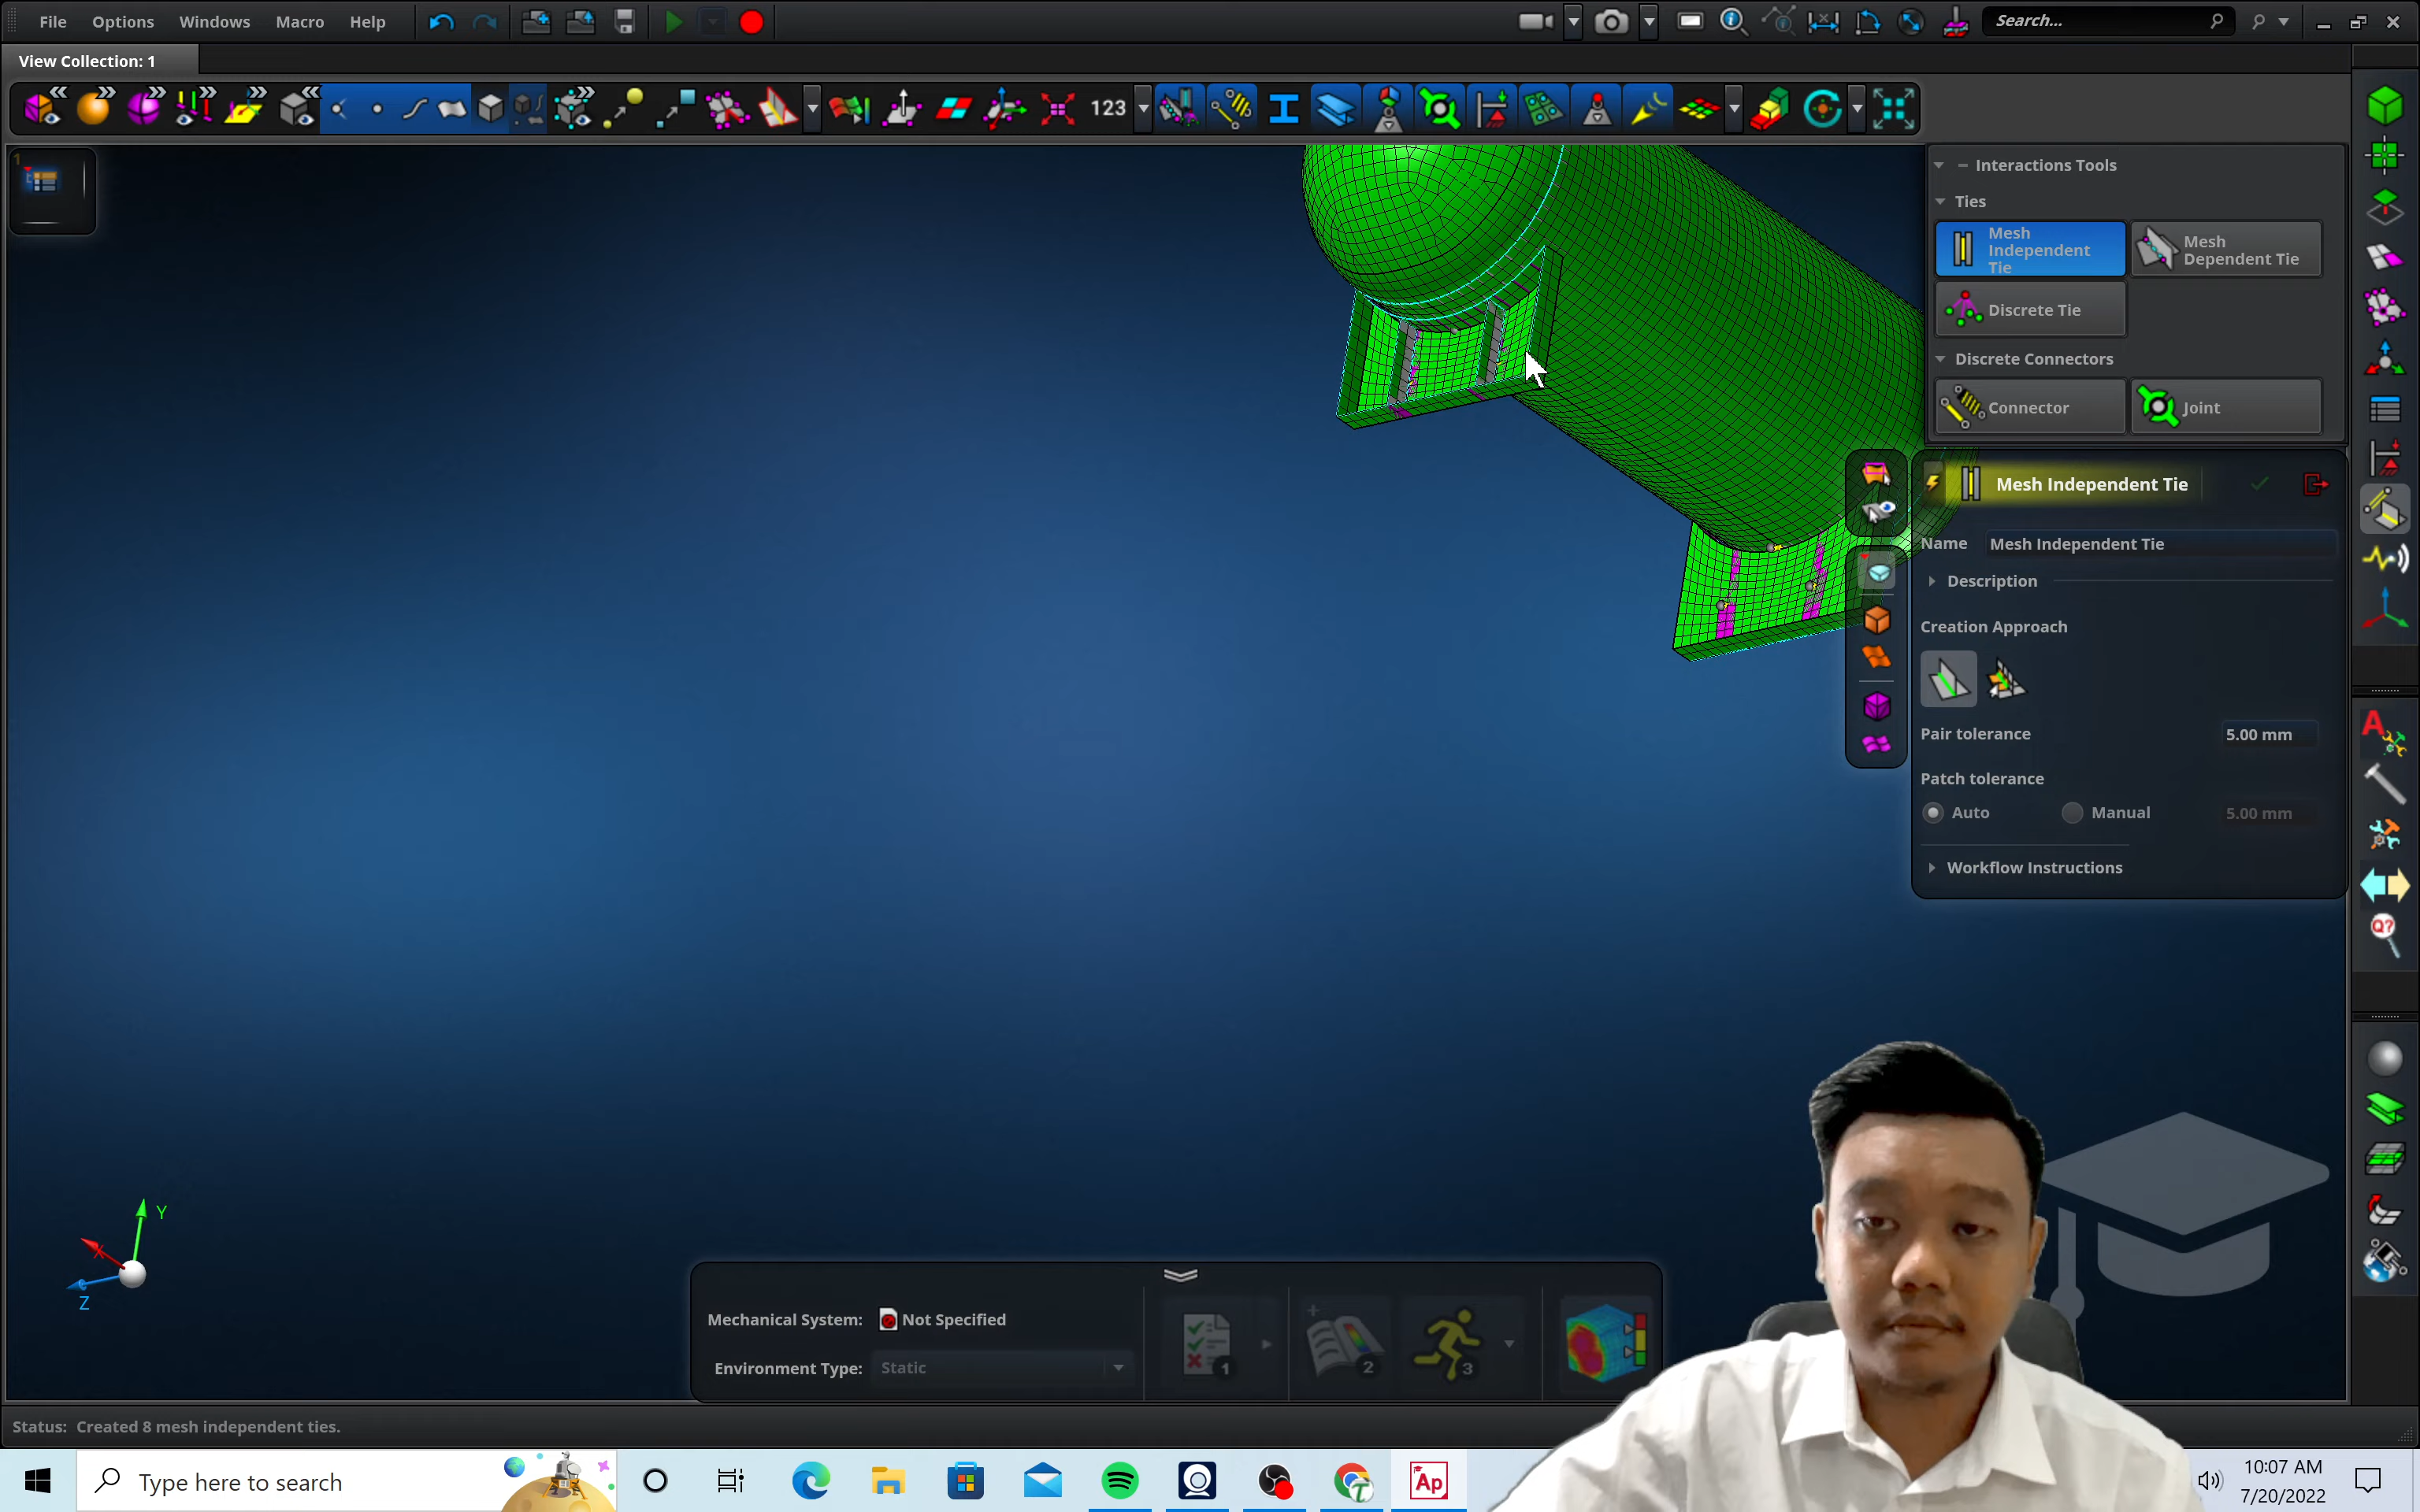 File Options Windows Macro Help
Search...
View Collection: 1
123
1
Interactions Tools
Ties
Mesh Independent Tie
Mesh Dependent Tie
Discrete Tie
Discrete Connectors
Connector
Joint
Mesh Independent Tie
Name Mesh Independent Tie
Description
Creation Approach
Pair tolerance 5.00 mm
Patch tolerance
Auto Manual 5.00 mm
Workflow Instructions
A
Q?
Y
X
Z
Mechanical System: Not Specified
Environment Type: Static
1
2
3
Status: Created 8 mesh independent ties.
Type here to search
Ap
10:07 AM
7/20/2022